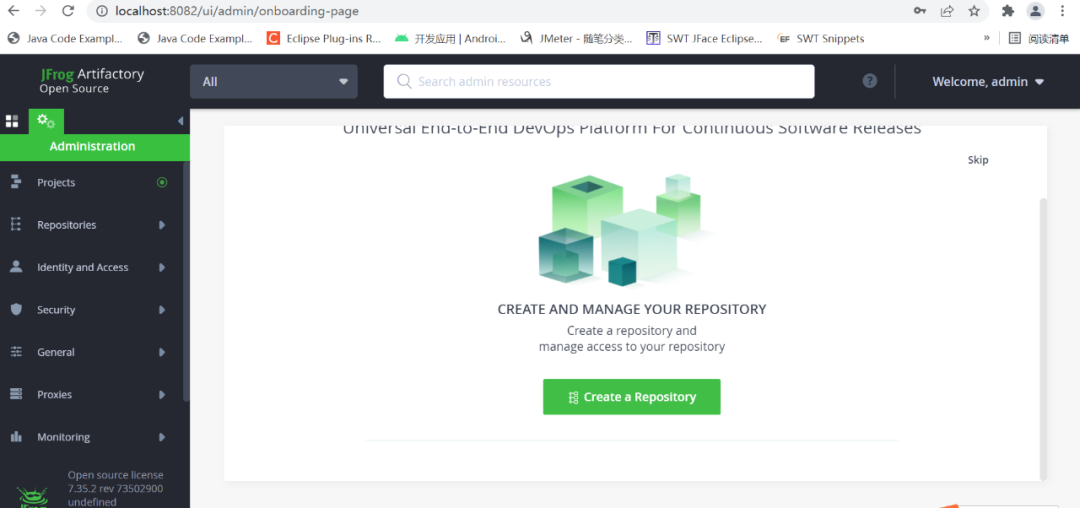 localhost:8082/ui/admin/onboarding-page
Java Code Exampl...
Java Code Exampl...
Eclipse Plug-ins R...
开发应用 | Androi...
JMeter - 随笔分类...
SWT JFace Eclipse...
SWT Snippets
»
阅读清单
JFrog Artifactory
Open Source
All
Search admin resources
?
Welcome, admin
Administration
Projects
Repositories
Identity and Access
Security
General
Proxies
Monitoring
Open source license
7.35.2 rev 73502900
undefined
JFrog
Universal End-to-End DevOps Platform For Continuous Software Releases
Skip
CREATE AND MANAGE YOUR REPOSITORY
Create a repository and
manage access to your repository
Create a Repository